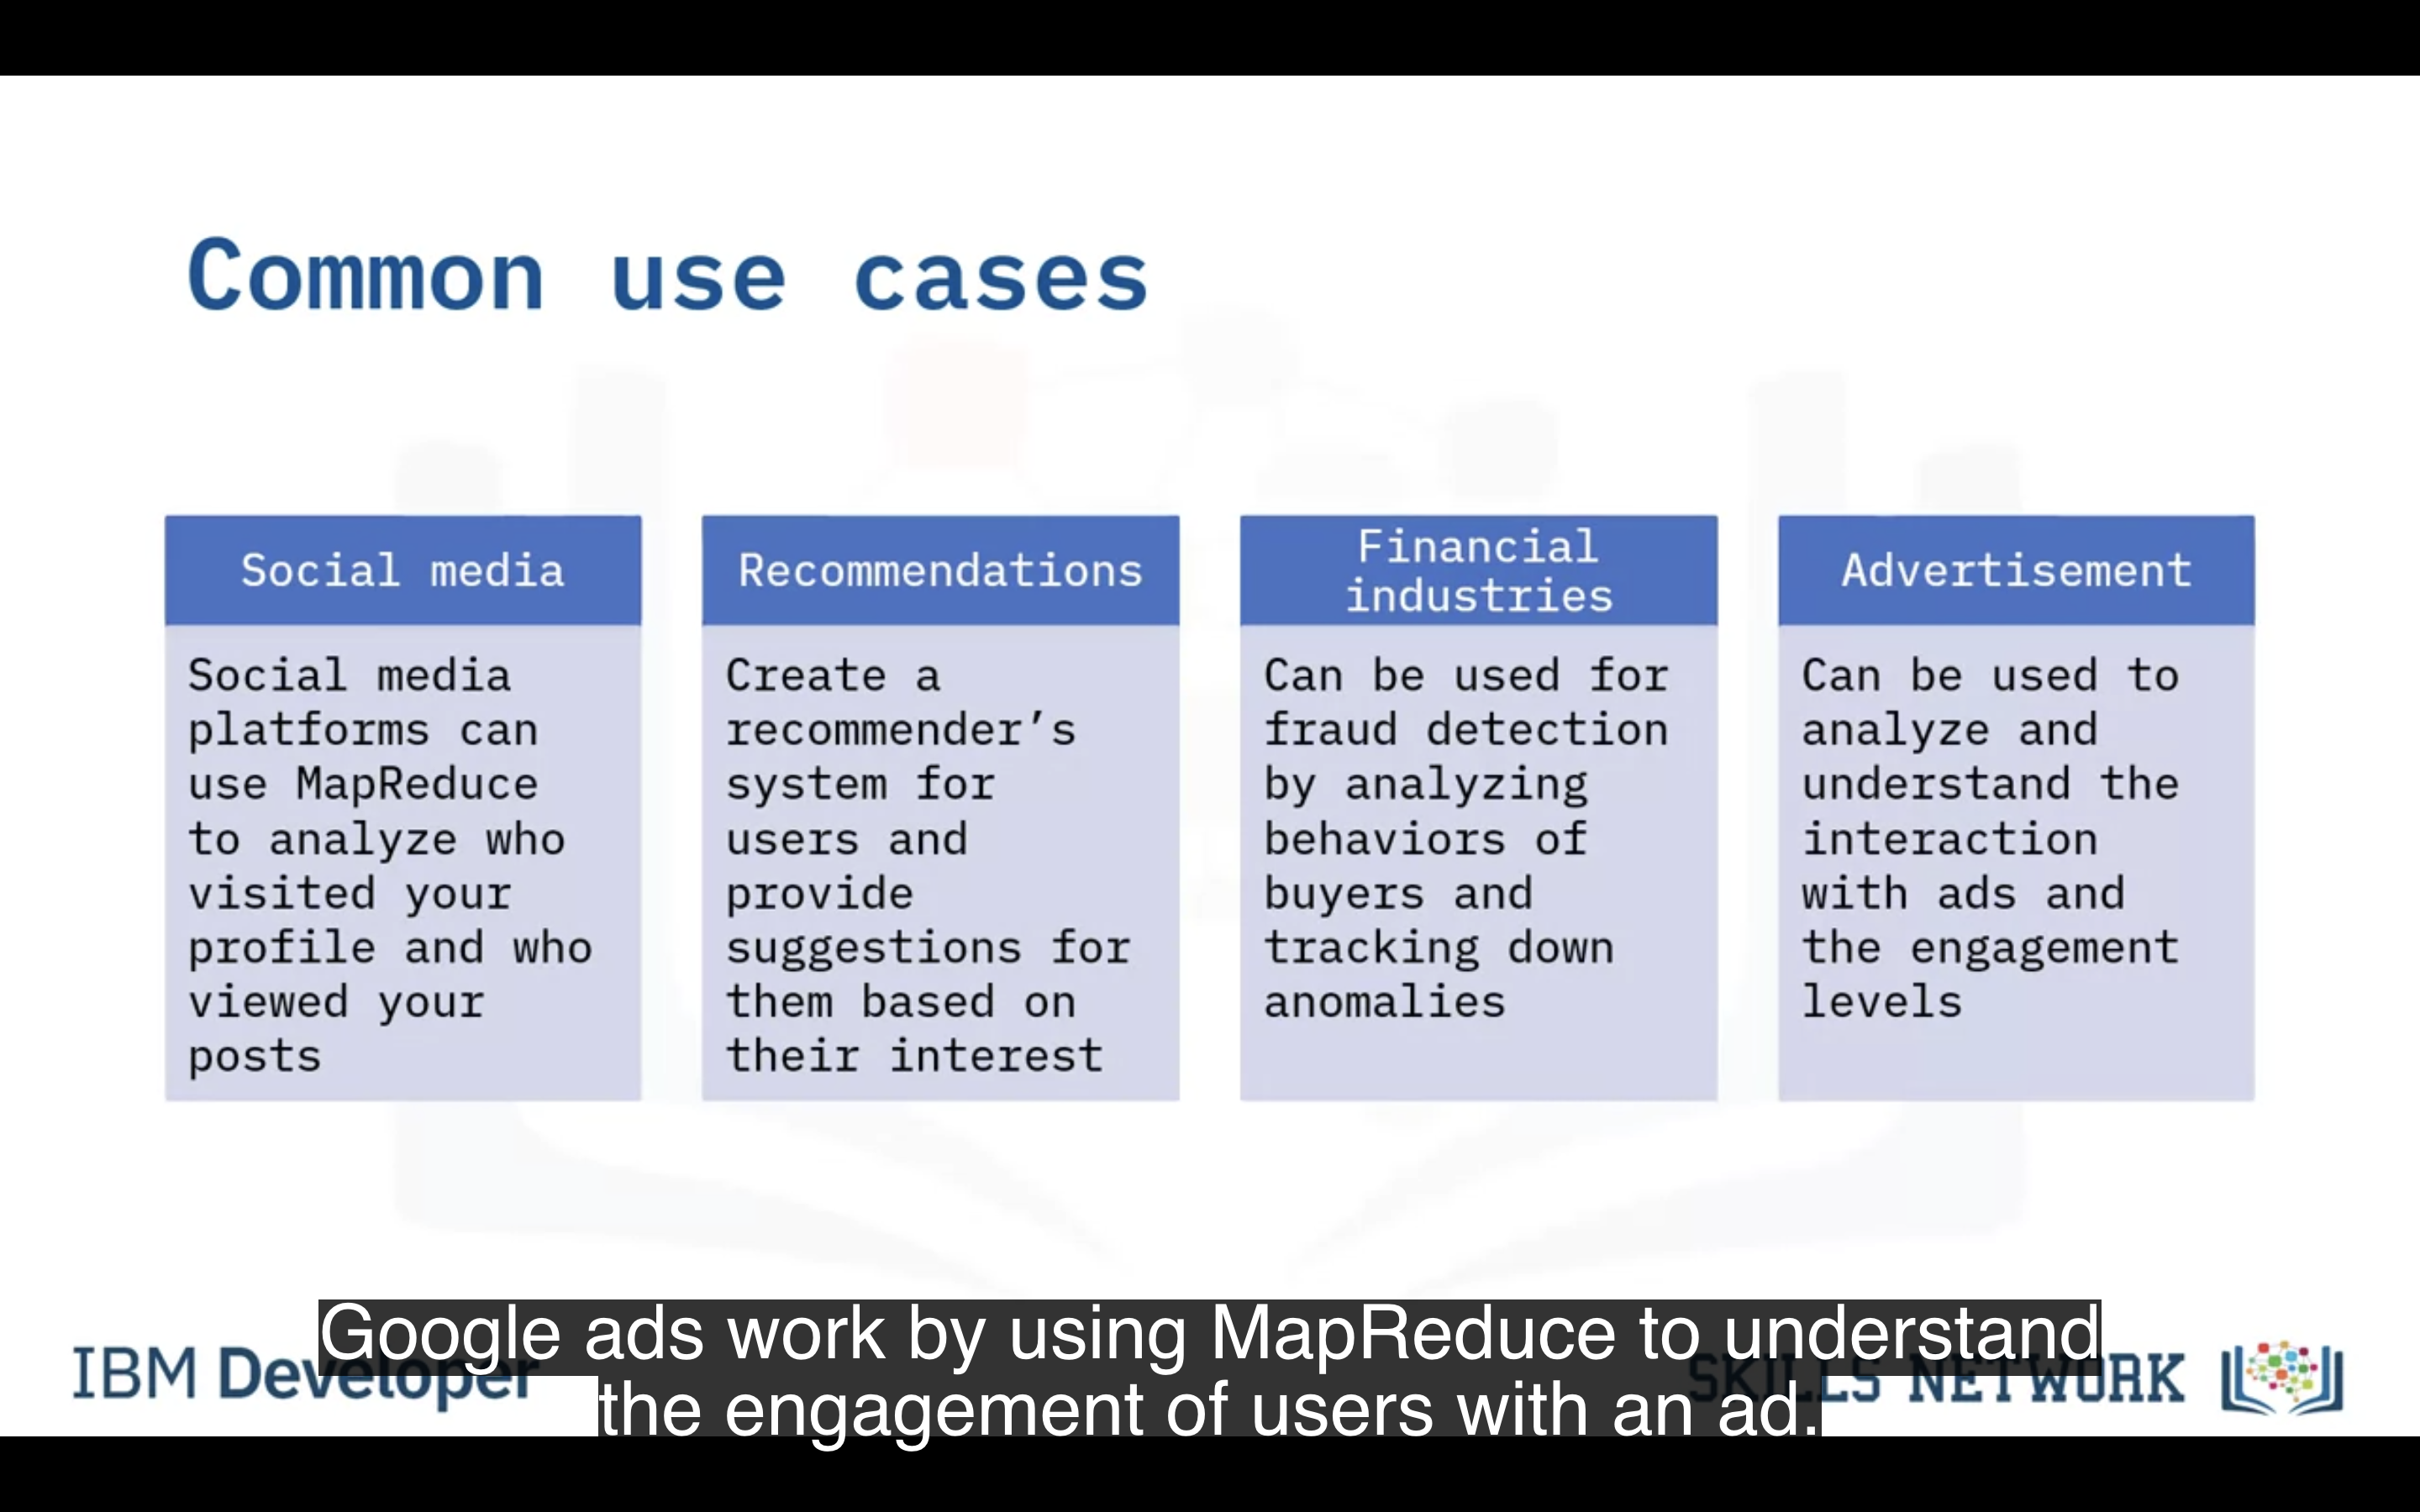 Common use cases
Social media
Social media
platforms can
use MapReduce
to analyze who
visited your
profile and who
viewed your
posts
Recommendations
Create a
recommender’s
system for
users and
provide
suggestions for
them based on
their interest
Financial
industries
Can be used for
fraud detection
by analyzing
behaviors of
buyers and
tracking down
anomalies
Advertisement
Can be used to
analyze and
understand the
interaction
with ads and
the engagement
levels
Google ads work by using MapReduce to understand
the engagement of users with an ad.
IBM Developer
SKILLS NETWORK